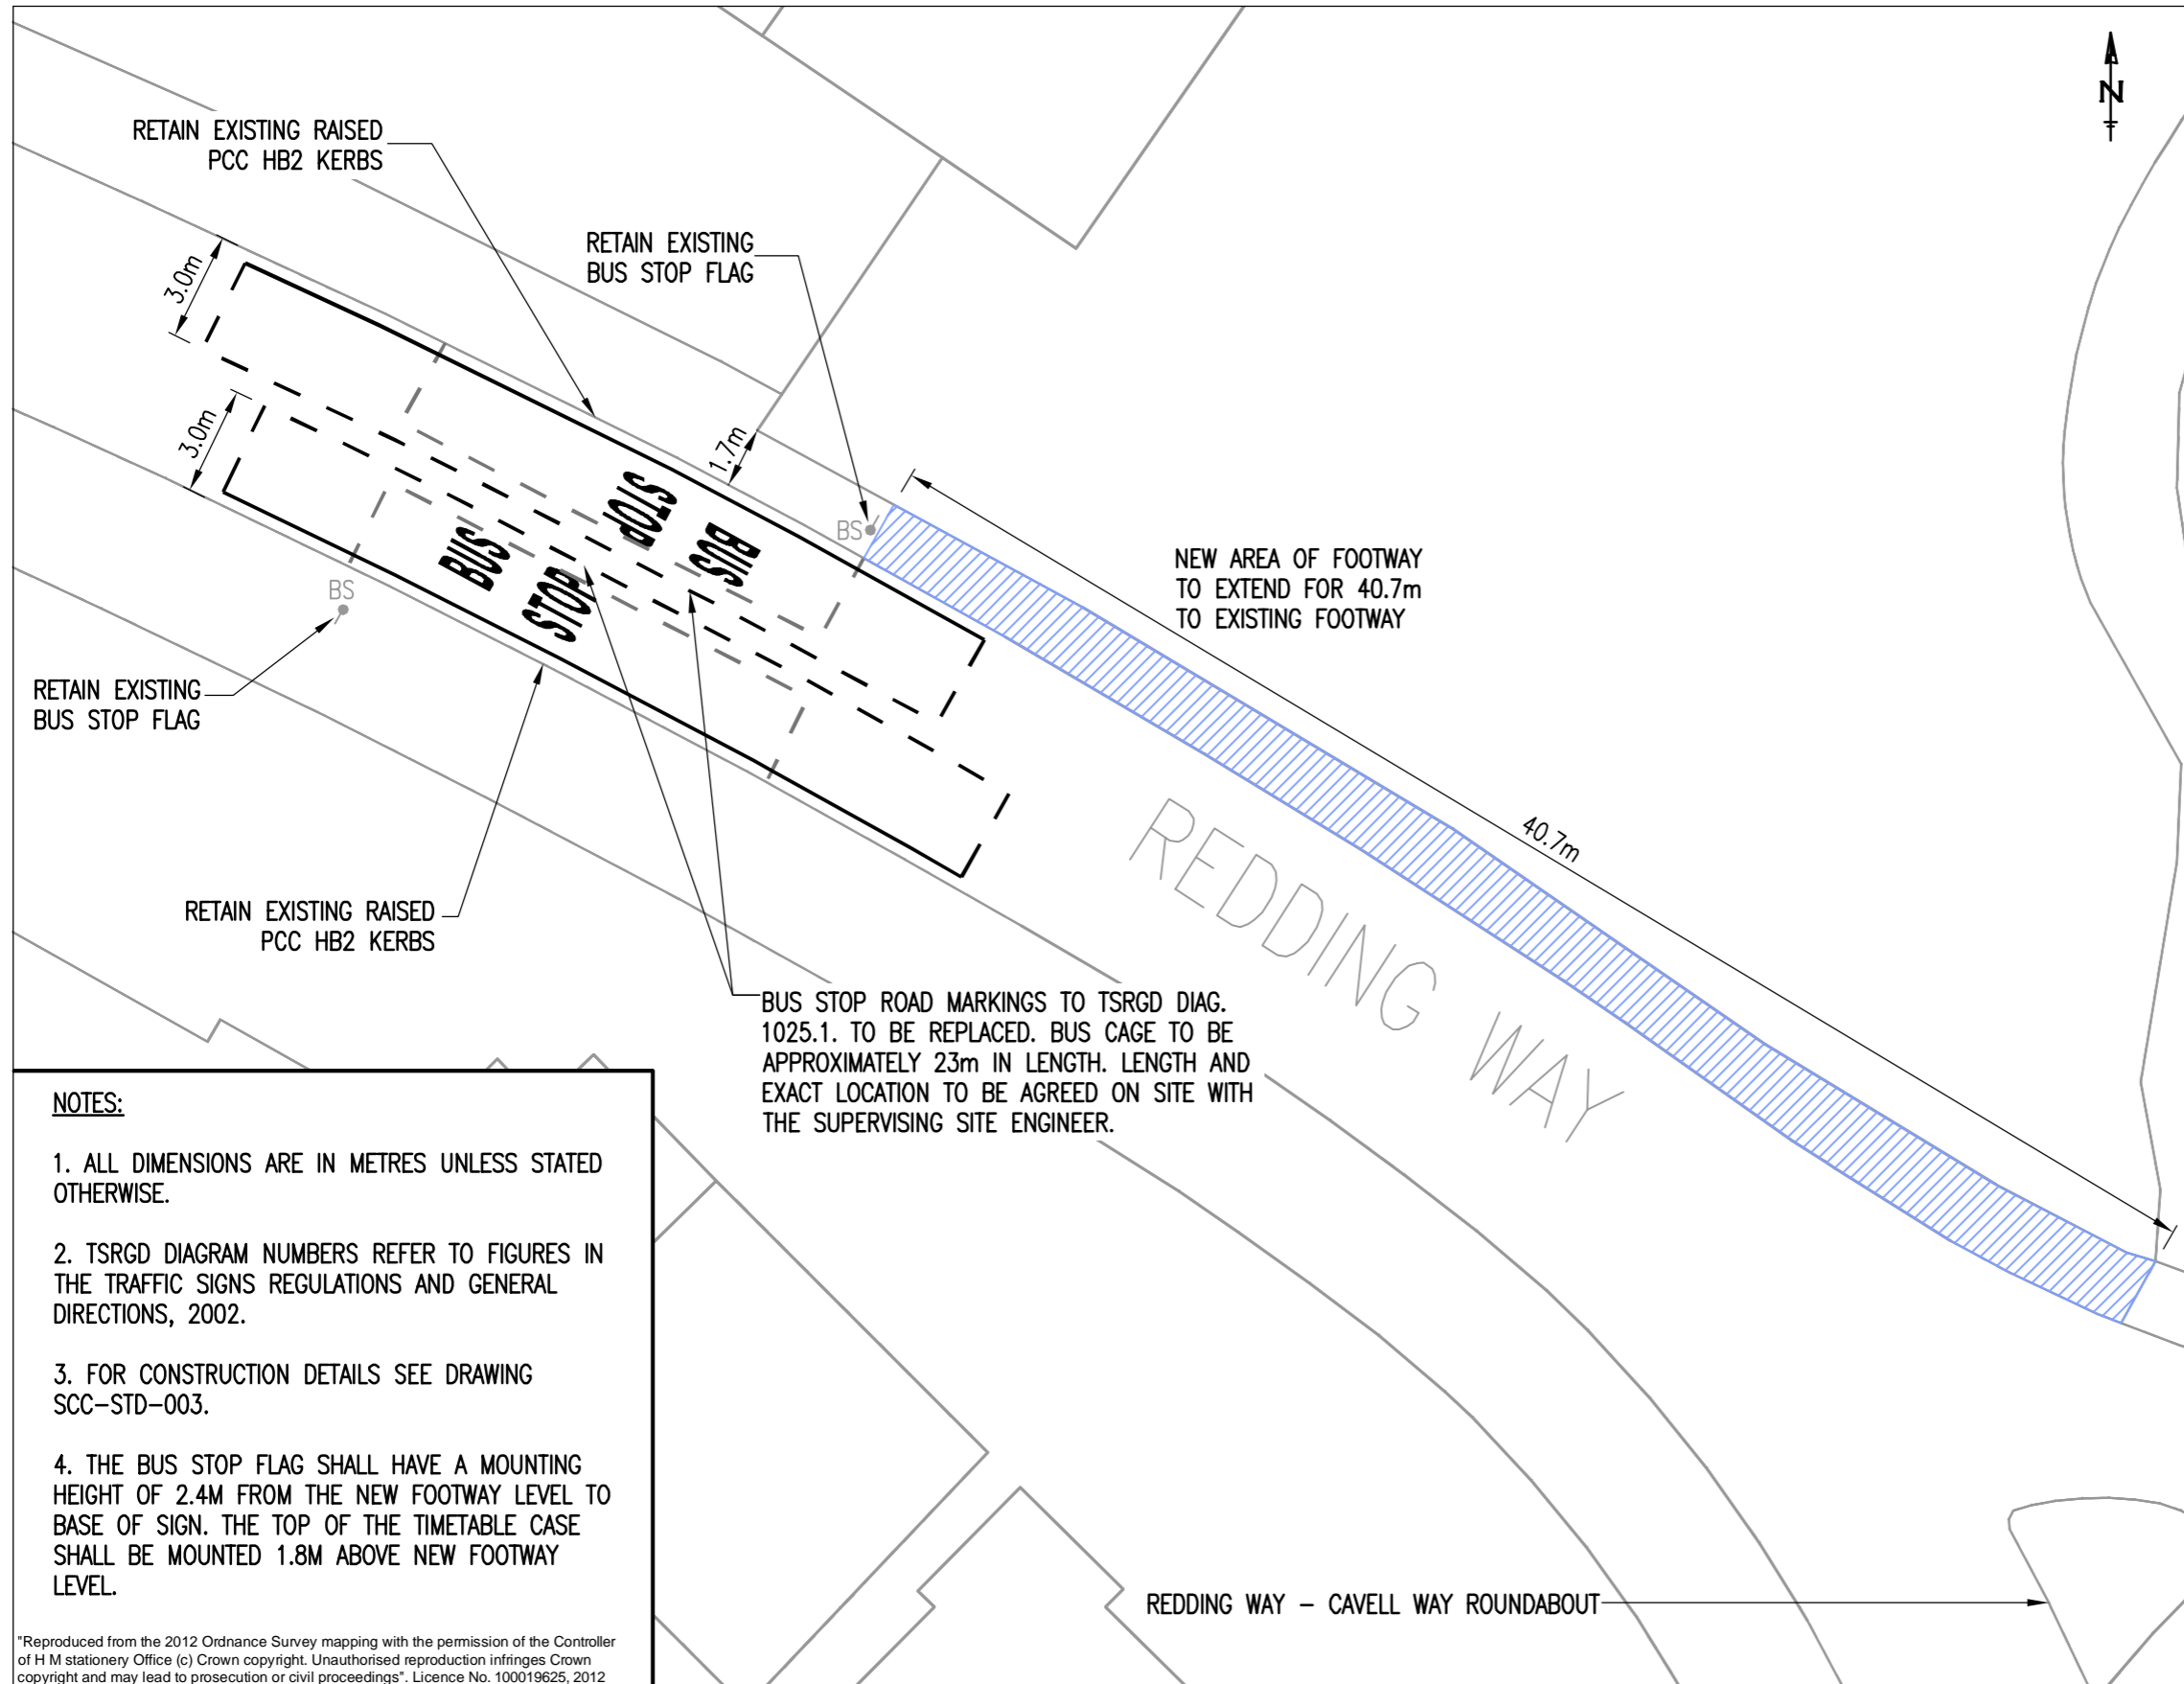 N
RETAIN EXISTING RAISED
PCC HB2 KERBS
RETAIN EXISTING
BUS STOP FLAG
3.0m
3.0m
1.7m
BUS
STOP
BUS
STOP
BS
BS
NEW AREA OF FOOTWAY
TO EXTEND FOR 40.7m
TO EXISTING FOOTWAY
40.7m
RETAIN EXISTING
BUS STOP FLAG
REDDING WAY
RETAIN EXISTING RAISED
PCC HB2 KERBS
BUS STOP ROAD MARKINGS TO TSRGD DIAG.
1025.1. TO BE REPLACED. BUS CAGE TO BE
APPROXIMATELY 23m IN LENGTH. LENGTH AND
EXACT LOCATION TO BE AGREED ON SITE WITH
THE SUPERVISING SITE ENGINEER.
NOTES:
1. ALL DIMENSIONS ARE IN METRES UNLESS STATED
OTHERWISE.
2. TSRGD DIAGRAM NUMBERS REFER TO FIGURES IN
THE TRAFFIC SIGNS REGULATIONS AND GENERAL
DIRECTIONS, 2002.
3. FOR CONSTRUCTION DETAILS SEE DRAWING
SCC-STD-003.
4. THE BUS STOP FLAG SHALL HAVE A MOUNTING
HEIGHT OF 2.4M FROM THE NEW FOOTWAY LEVEL TO
BASE OF SIGN. THE TOP OF THE TIMETABLE CASE
SHALL BE MOUNTED 1.8M ABOVE NEW FOOTWAY
LEVEL.
REDDING WAY - CAVELL WAY ROUNDABOUT
"Reproduced from the 2012 Ordnance Survey mapping with the permission of the Controller
of H M stationery Office (c) Crown copyright. Unauthorised reproduction infringes Crown
copyright and may lead to prosecution or civil proceedings". Licence No. 100019625, 2012